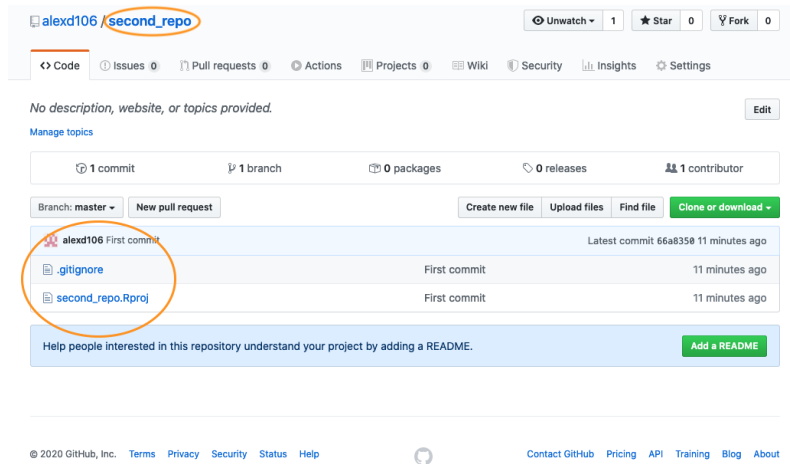 alexd106 / second_repo Unwatch 1 Star 0 Fork 0
Code Issues 0 Pull requests 0 Actions Projects 0 Wiki Security Insights Settings
No description, website, or topics provided. Edit
Manage topics
1 commit 1 branch 0 packages 0 releases 1 contributor
Branch: master New pull request Create new file Upload files Find file Clone or download
alexd106 First commit Latest commit 66a8350 11 minutes ago
.gitignore First commit 11 minutes ago
second_repo.Rproj First commit 11 minutes ago
Help people interested in this repository understand your project by adding a README. Add a README
© 2020 GitHub, Inc. Terms Privacy Security Status Help Contact GitHub Pricing API Training Blog About